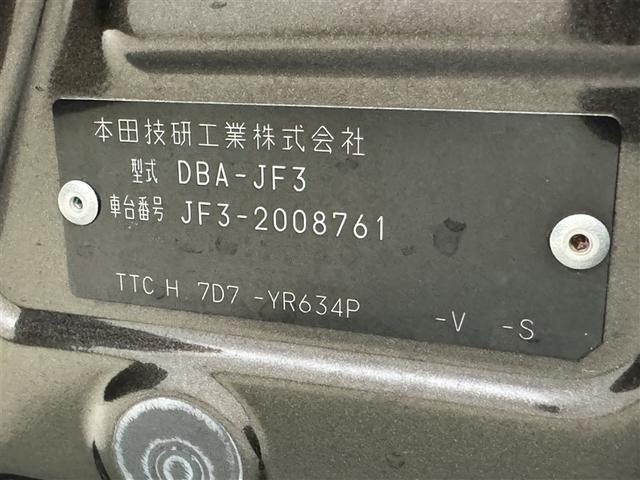 本田技研工業株式会社
型式 DBA-JF3
車台番号 JF3-2008761
TTC H 7D7 -YR634P -V -S